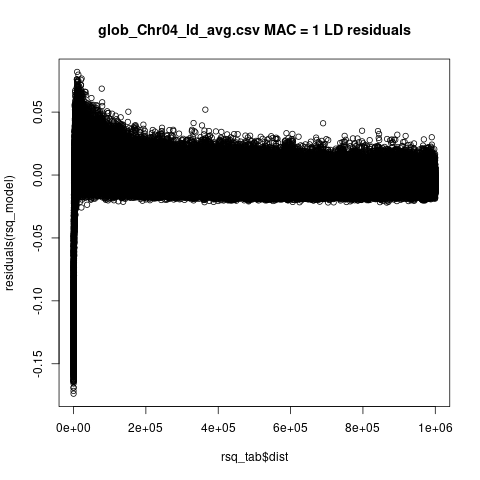 glob_Chr04_ld_avg.csv MAC = 1 LD residuals
residuals(rsq_model)
0.05
0.00
-0.05
-0.10
-0.15
0e+00 2e+05 4e+05 6e+05 8e+05 1e+06
rsq_tab$dist